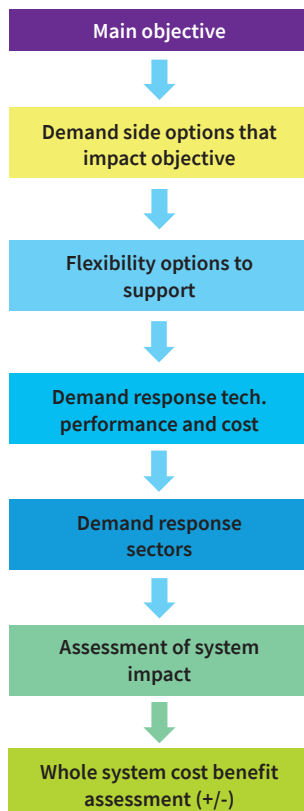 Main objective
Demand side options that
impact objective
Flexibility options to
support
Demand response tech.
performance and cost
Demand response
sectors
Assessment of system
impact
Whole system cost benefit
assessment (+/-)